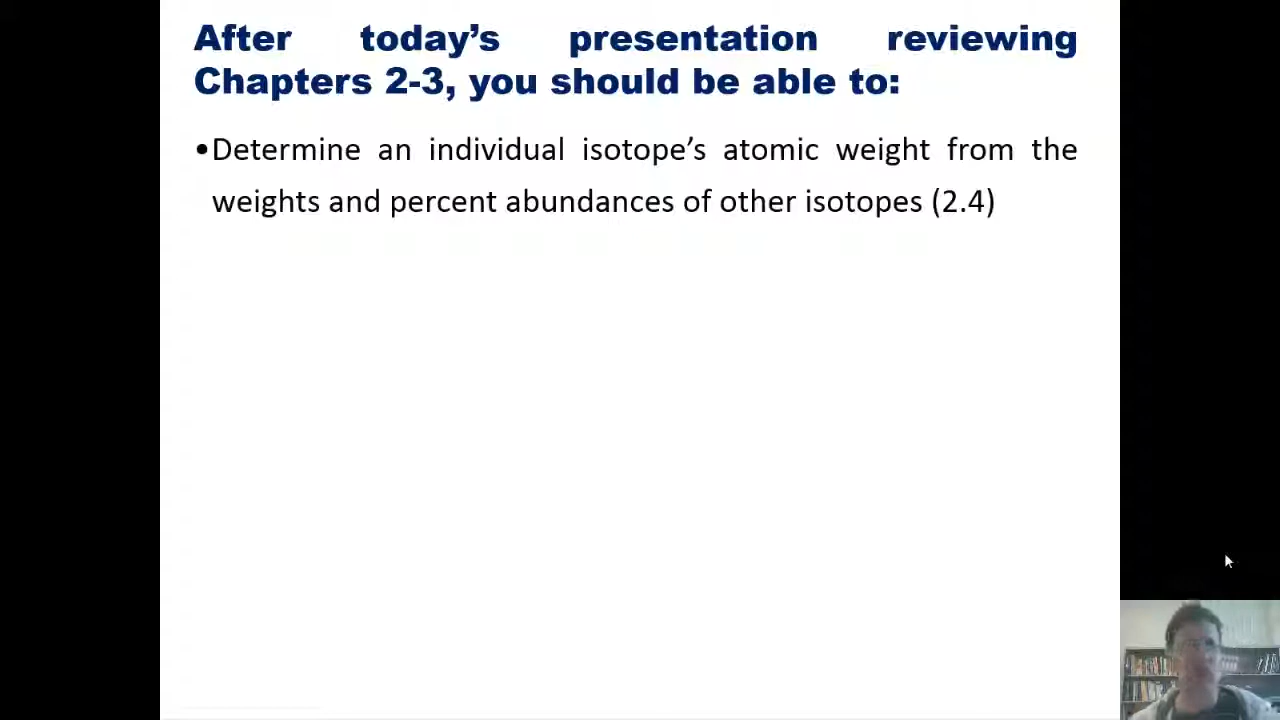 After today’s presentation reviewing
Chapters 2-3, you should be able to:
•Determine an individual isotope’s atomic weight from the
weights and percent abundances of other isotopes (2.4)